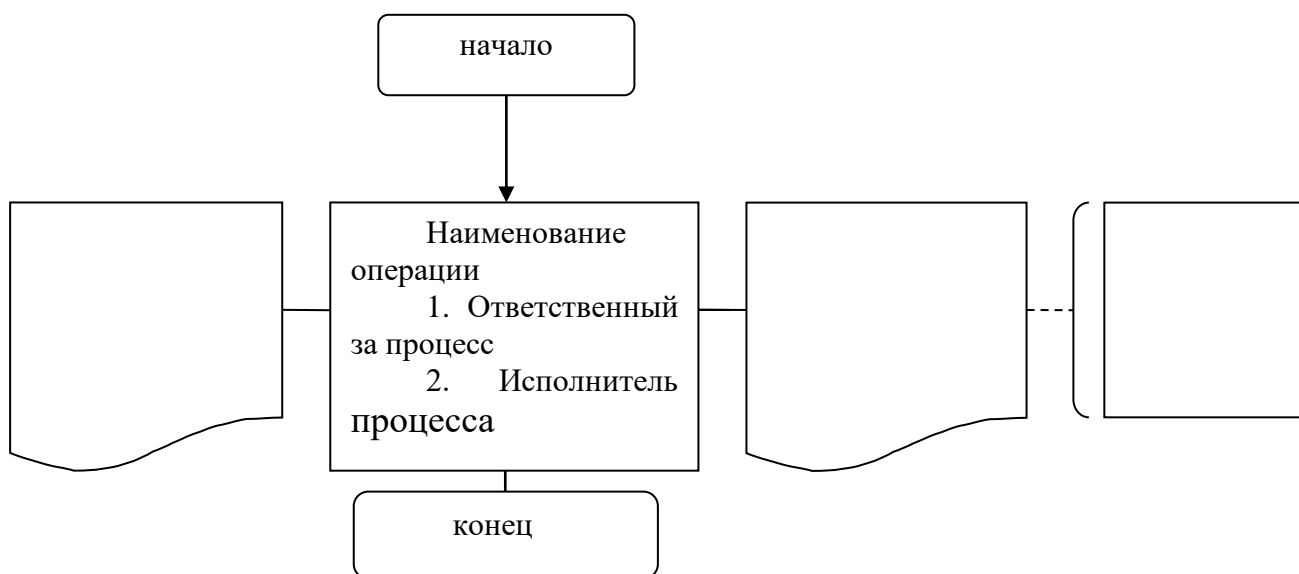 начало
Наименование
операции
1. Ответственный
за процесс
2. Исполнитель
процесса
конец